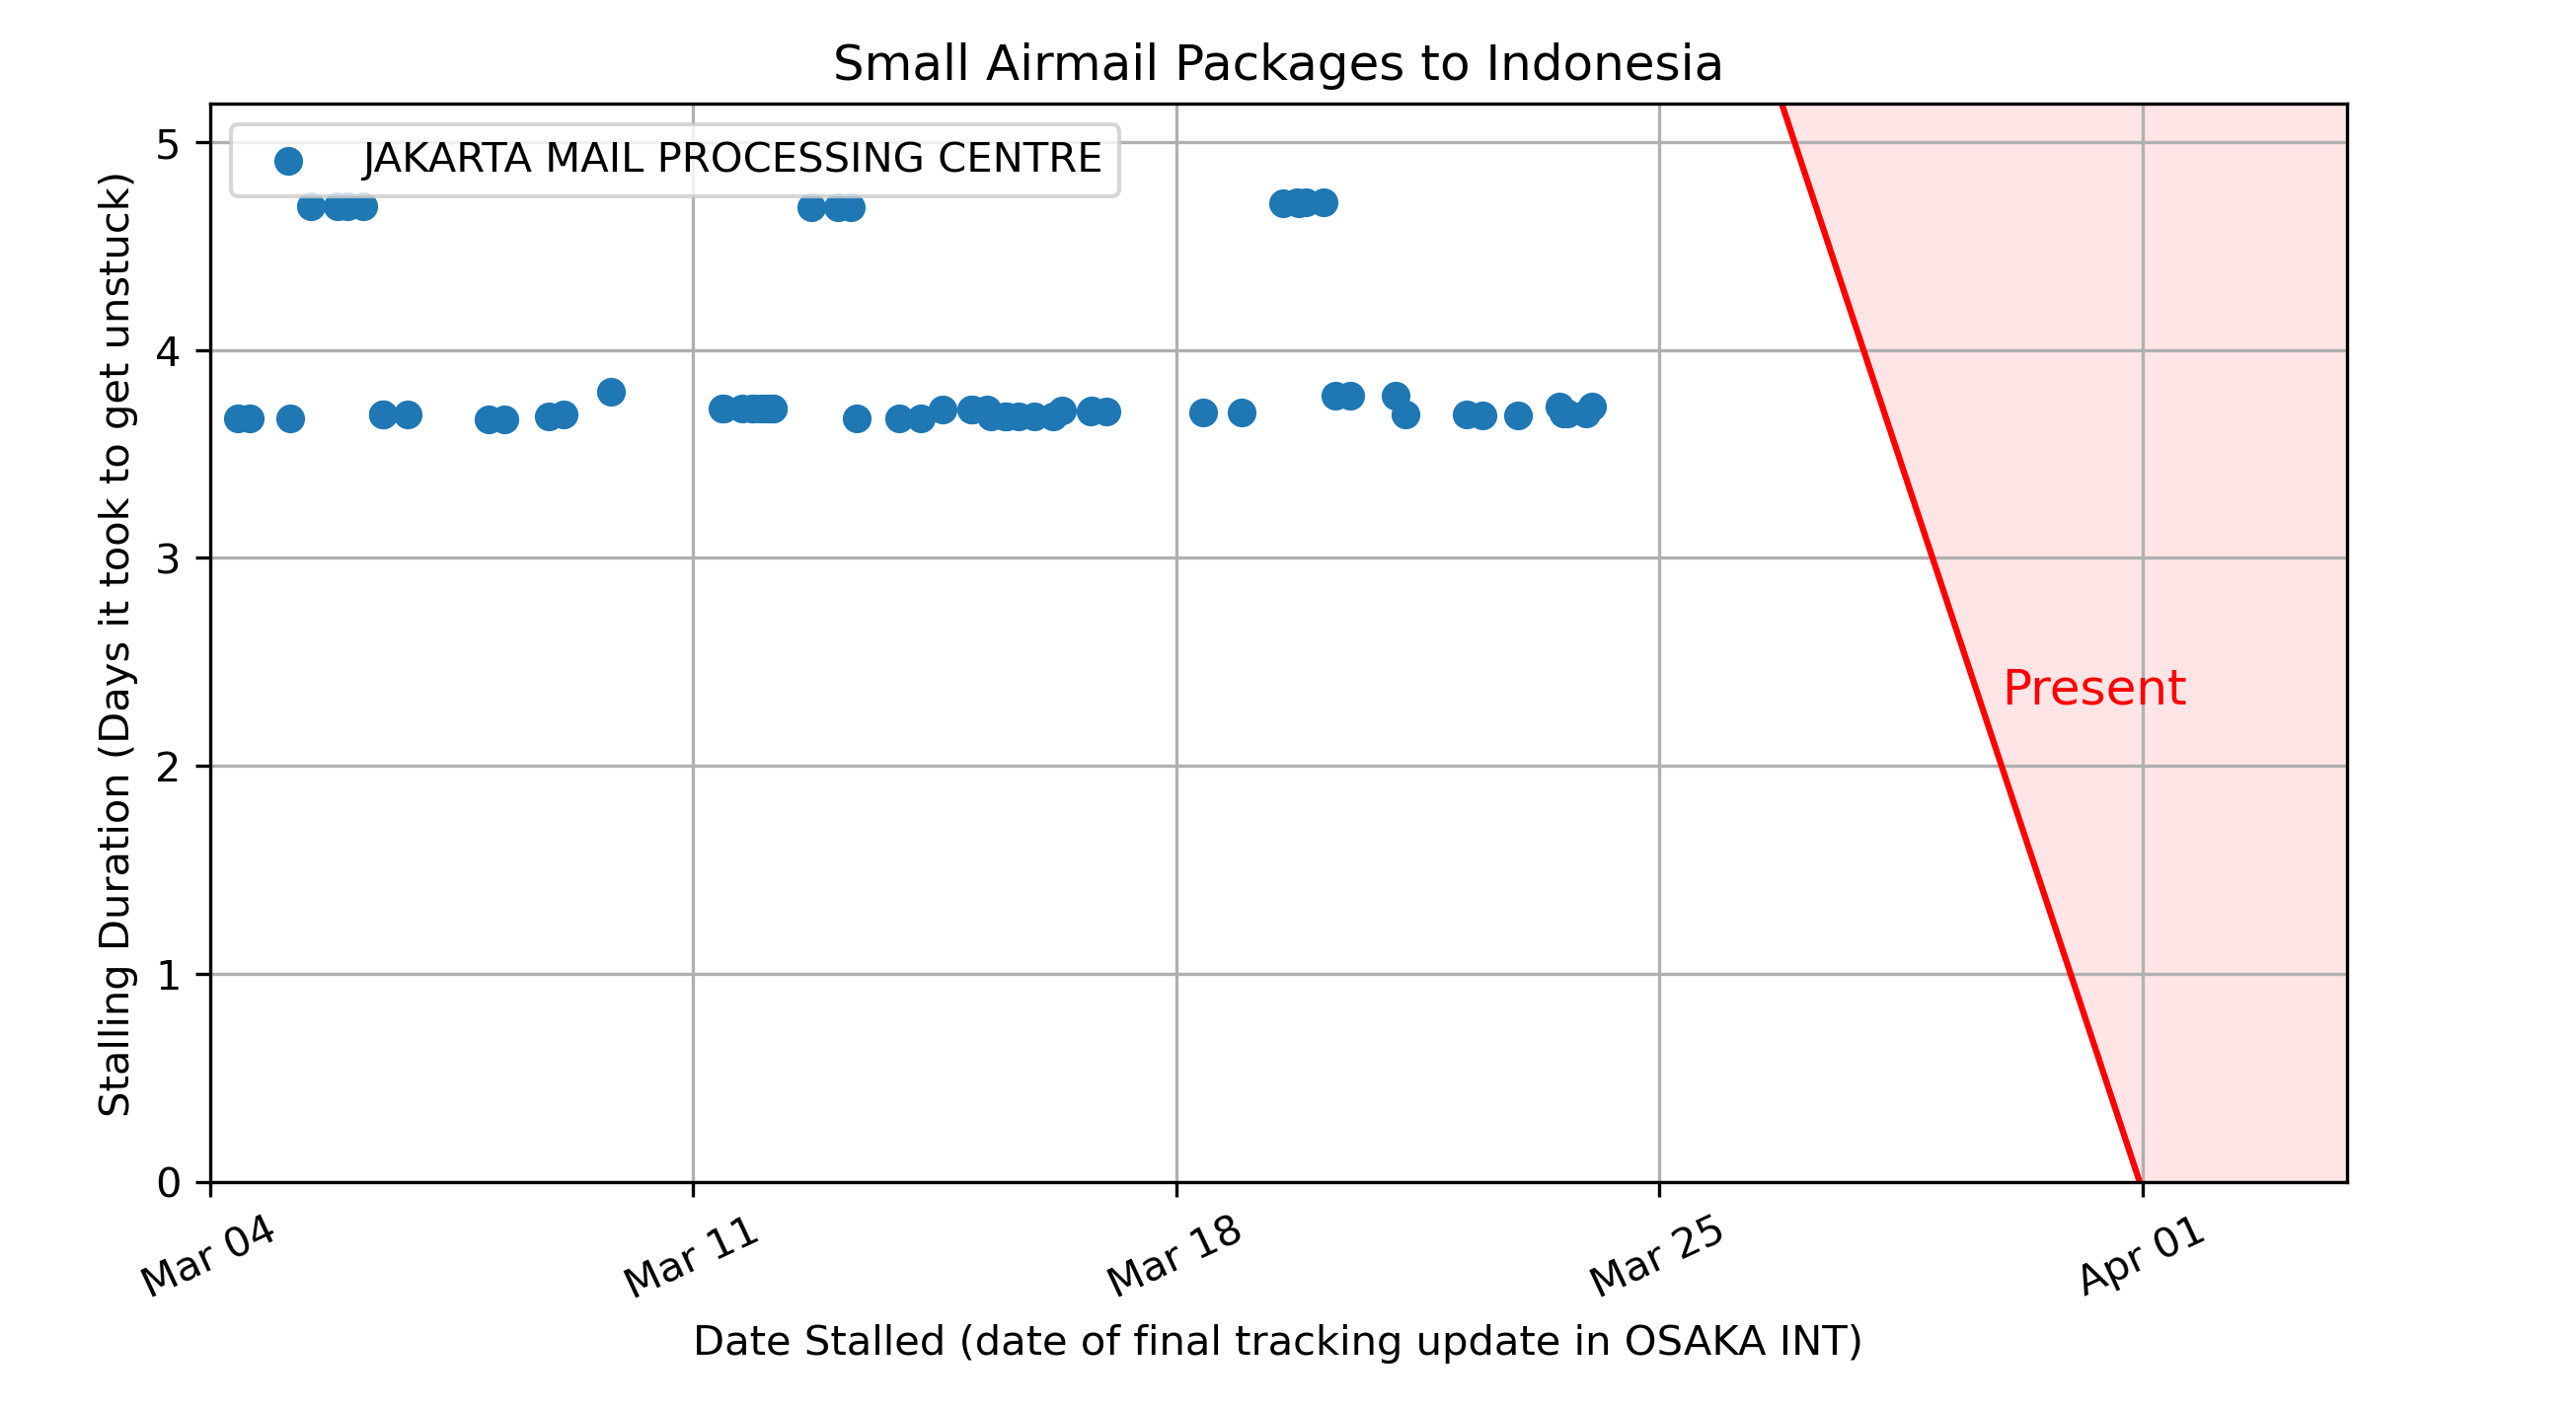 Small Airmail Packages to Indonesia
JAKARTA MAIL PROCESSING CENTRE
Stalling Duration (Days it took to get unstuck)
5
4
3
2
1
0
Present
Mar 04
Mar 11
Mar 18
Mar 25
Apr 01
Date Stalled (date of final tracking update in OSAKA INT)